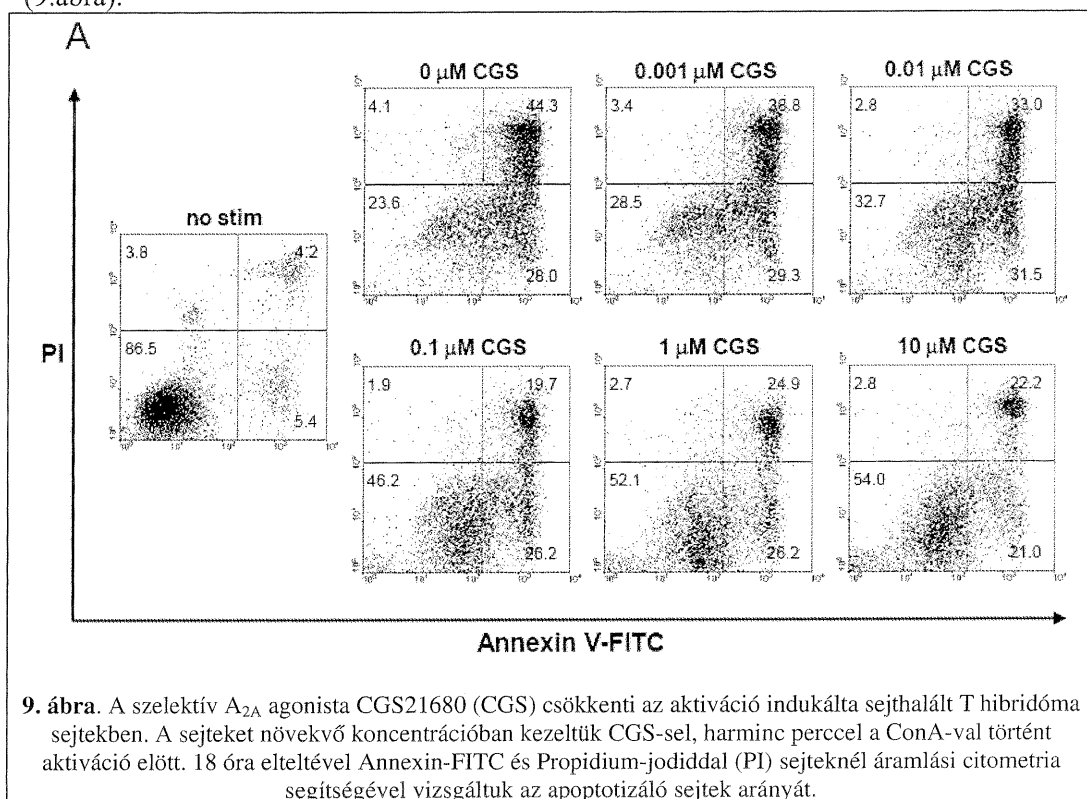 (9.ábra).
A
0 µM CGS
0.001 µM CGS
0.01 µM CGS
4.1
44.3
3.4
38.8
2.8
33.0
23.6
28.0
28.5
29.3
32.7
31.5
no stim
3.8
4.2
86.5
5.4
PI
0.1 µM CGS
1 µM CGS
10 µM CGS
1.9
19.7
2.7
24.9
2.8
22.2
46.2
26.2
52.1
26.2
54.0
21.0
Annexin V-FITC
9. ábra. A szelektív A2A agonista CGS21680 (CGS) csökkenti az aktiváció indukálta sejthalált T hibridóma
sejtekben. A sejteket növekvő koncentrációban kezeltük CGS-sel, harminc perccel a ConA-val történt
aktiváció elött. 18 óra elteltével Annexin-FITC és Propidium-jodiddal (PI) sejteknél áramlási citometria
segítségével vizsgáltuk az apoptotizáló sejtek arányát.